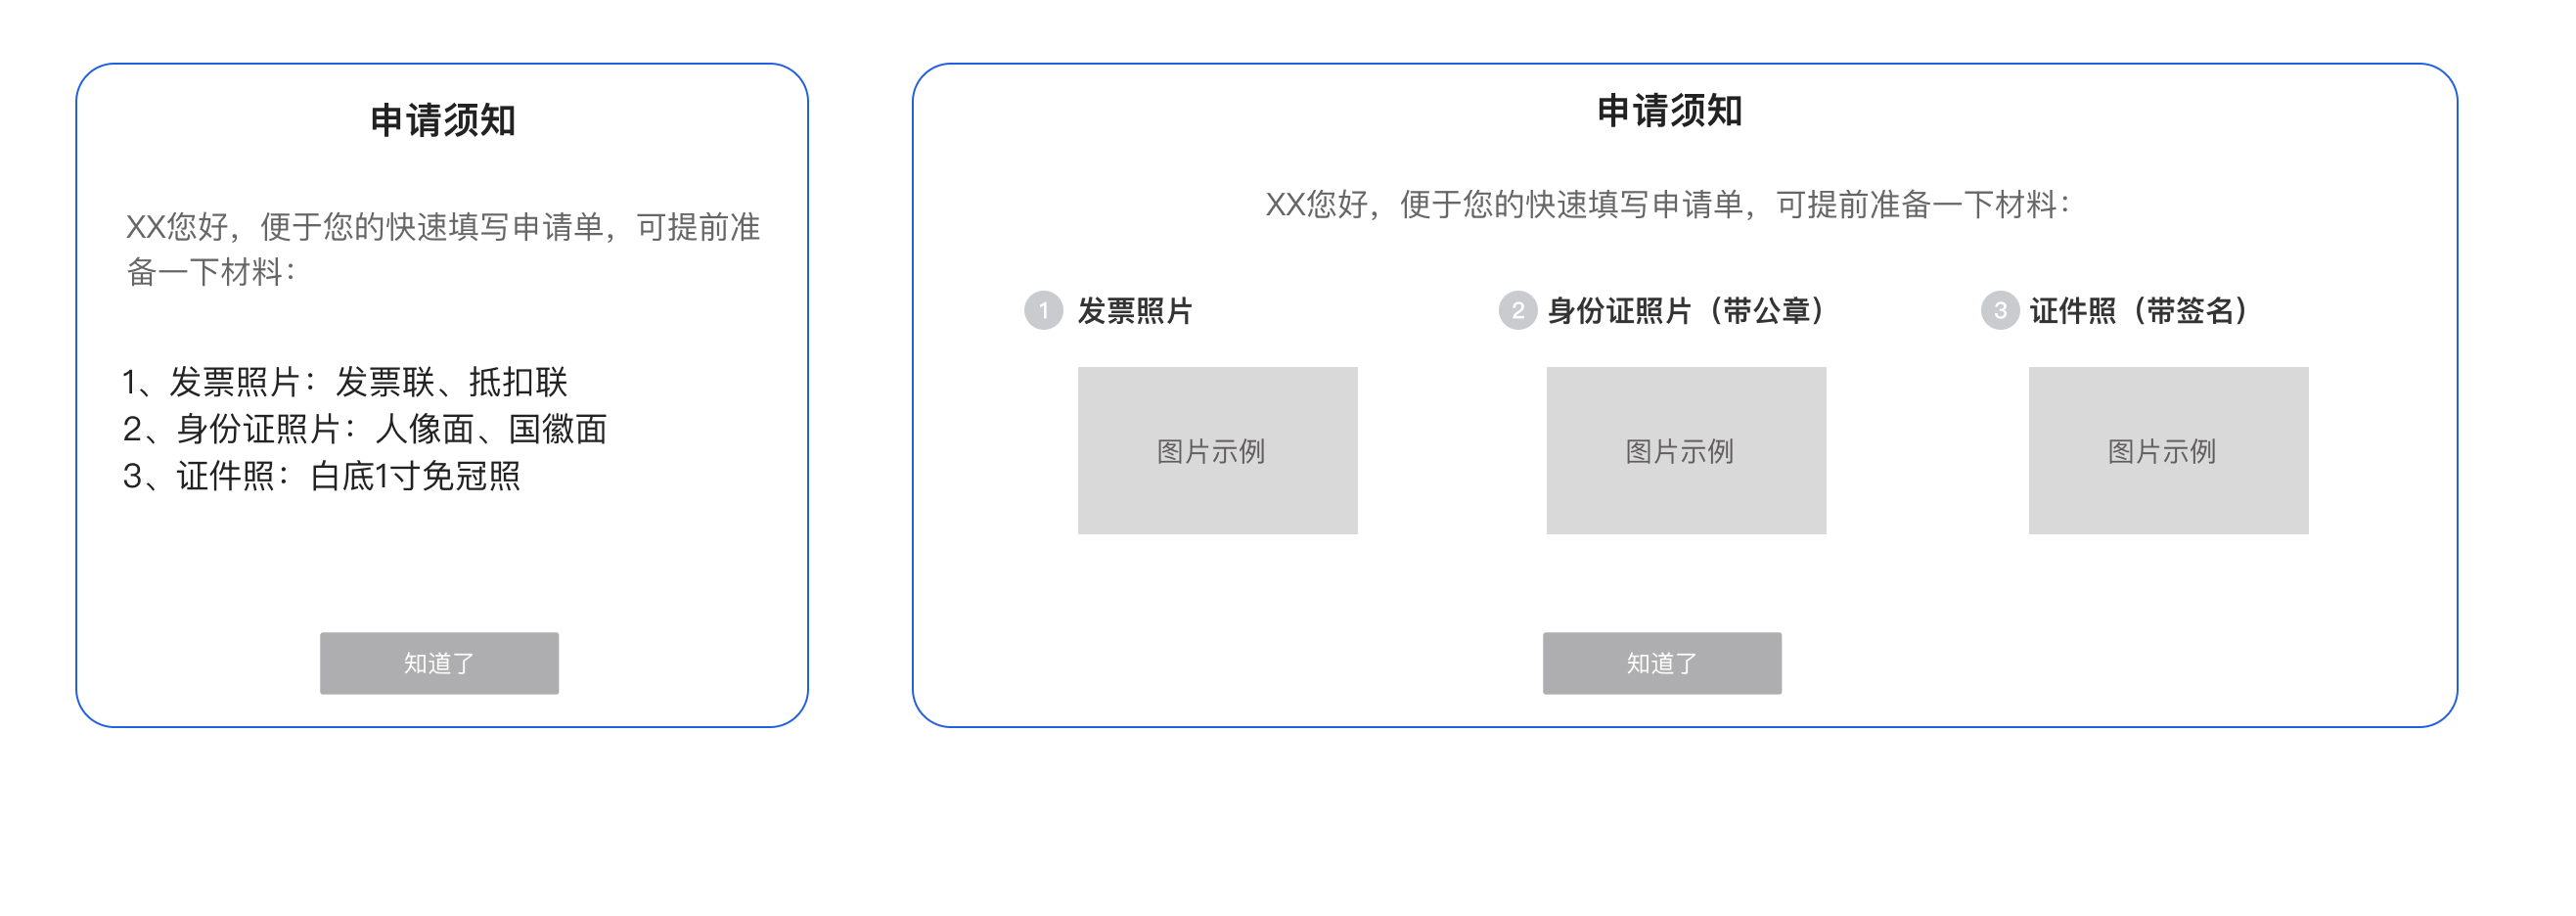 申请须知
XX您好，便于您的快速填写申请单，可提前准
备一下材料：
1、发票照片：发票联、抵扣联
2、身份证照片：人像面、国徽面
3、证件照：白底1寸免冠照
知道了
申请须知
XX您好，便于您的快速填写申请单，可提前准备一下材料：
1 发票照片
2 身份证照片（带公章）
3 证件照（带签名）
图片示例
图片示例
图片示例
知道了